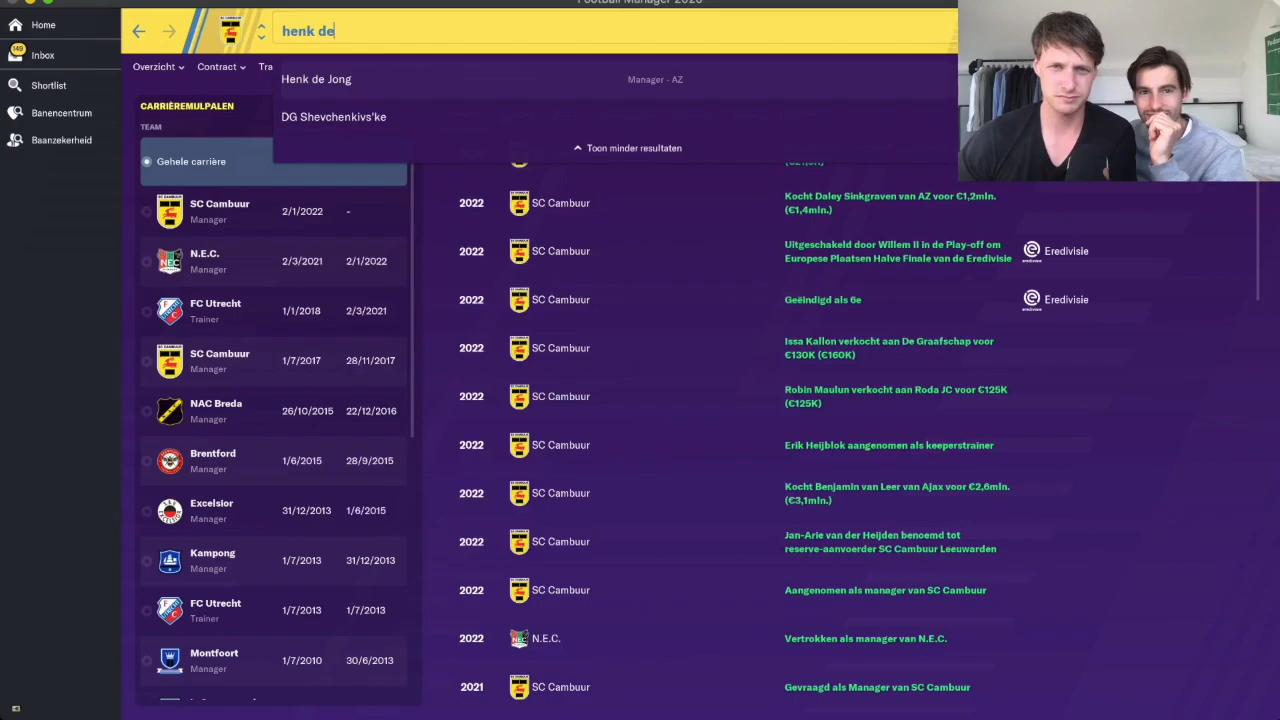 Football Manager 2020
Home
149
Inbox
Shortlist
Banencentrum
Baanzekerheid
henk de
Overzicht
Contract
Tra
Henk de Jong
Manager - AZ
DG Shevchenkivs'ke
Toon minder resultaten
CARRIÈREMIJLPALEN
TEAM
Gehele carrière
SC Cambuur
Manager
2/1/2022
-
N.E.C.
Manager
2/3/2021
2/1/2022
FC Utrecht
Trainer
1/1/2018
2/3/2021
SC Cambuur
Manager
1/7/2017
28/11/2017
NAC Breda
Manager
26/10/2015
22/12/2016
Brentford
Manager
1/6/2015
28/9/2015
Excelsior
Manager
31/12/2013
1/6/2015
Kampong
Manager
1/7/2013
31/12/2013
FC Utrecht
Trainer
1/7/2013
1/7/2013
Montfoort
Manager
1/7/2010
30/6/2013
2022
SC Cambuur
Kocht Daley Sinkgraven van AZ voor €1,2mln.
(€1,4mln.)
2022
SC Cambuur
Uitgeschakeld door Willem II in de Play-off om
Europese Plaatsen Halve Finale van de Eredivisie
Eredivisie
2022
SC Cambuur
Geëindigd als 6e
Eredivisie
2022
SC Cambuur
Issa Kallon verkocht aan De Graafschap voor
€130K (€160K)
2022
SC Cambuur
Robin Maulun verkocht aan Roda JC voor €125K
(€125K)
2022
SC Cambuur
Erik Heijblok aangenomen als keeperstrainer
2022
SC Cambuur
Kocht Benjamin van Leer van Ajax voor €2,6mln.
(€3,1mln.)
2022
SC Cambuur
Jan-Arie van der Heijden benoemd tot
reserve-aanvoerder SC Cambuur Leeuwarden
2022
SC Cambuur
Aangenomen als manager van SC Cambuur
2022
N.E.C.
Vertrokken als manager van N.E.C.
2021
SC Cambuur
Gevraagd als Manager van SC Cambuur